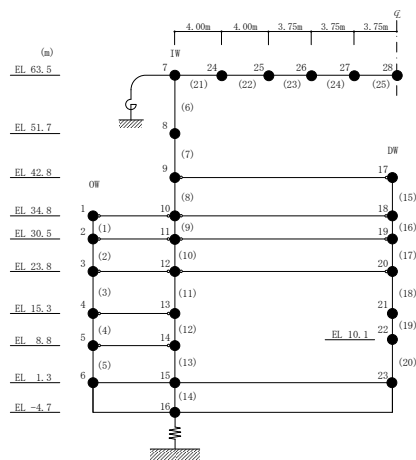 ℄
4.00m 4.00m 3.75m 3.75m 3.75m
(m) IW
7 24 25 26 27 28
EL 63.5
(21) (22) (23) (24) (25)
(6)
EL 51.7 8
(7)
DW
EL 42.8 9 17
OW
(8) (15)
EL 34.8 1 10 18
(1) (9) (16)
EL 30.5 2 11 19
(2) (10) (17)
EL 23.8 3 12 20
(3) (11) (18)
EL 15.3 4 13 21
(4) (12) (19)
EL 10.1 22
EL 8.8 5 14
(5) (13) (20)
EL 1.3 6 15 23
(14)
EL -4.7 16